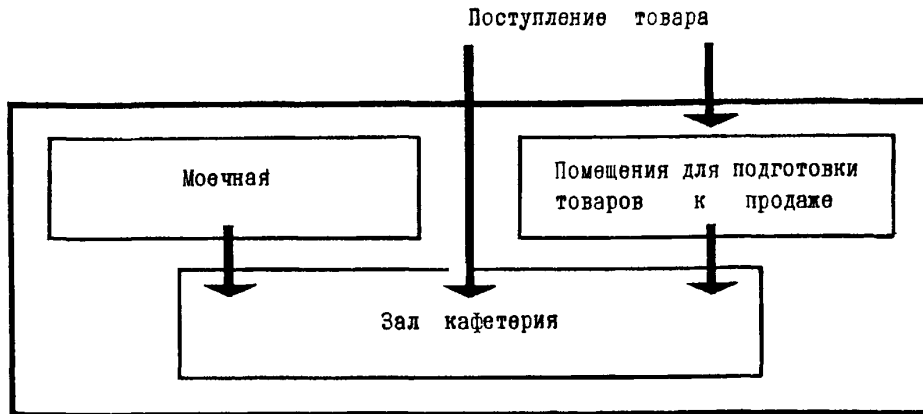 Поступление товара
Моечная
Помещения для подготовки
товаров к продаже
Зал кафетерия